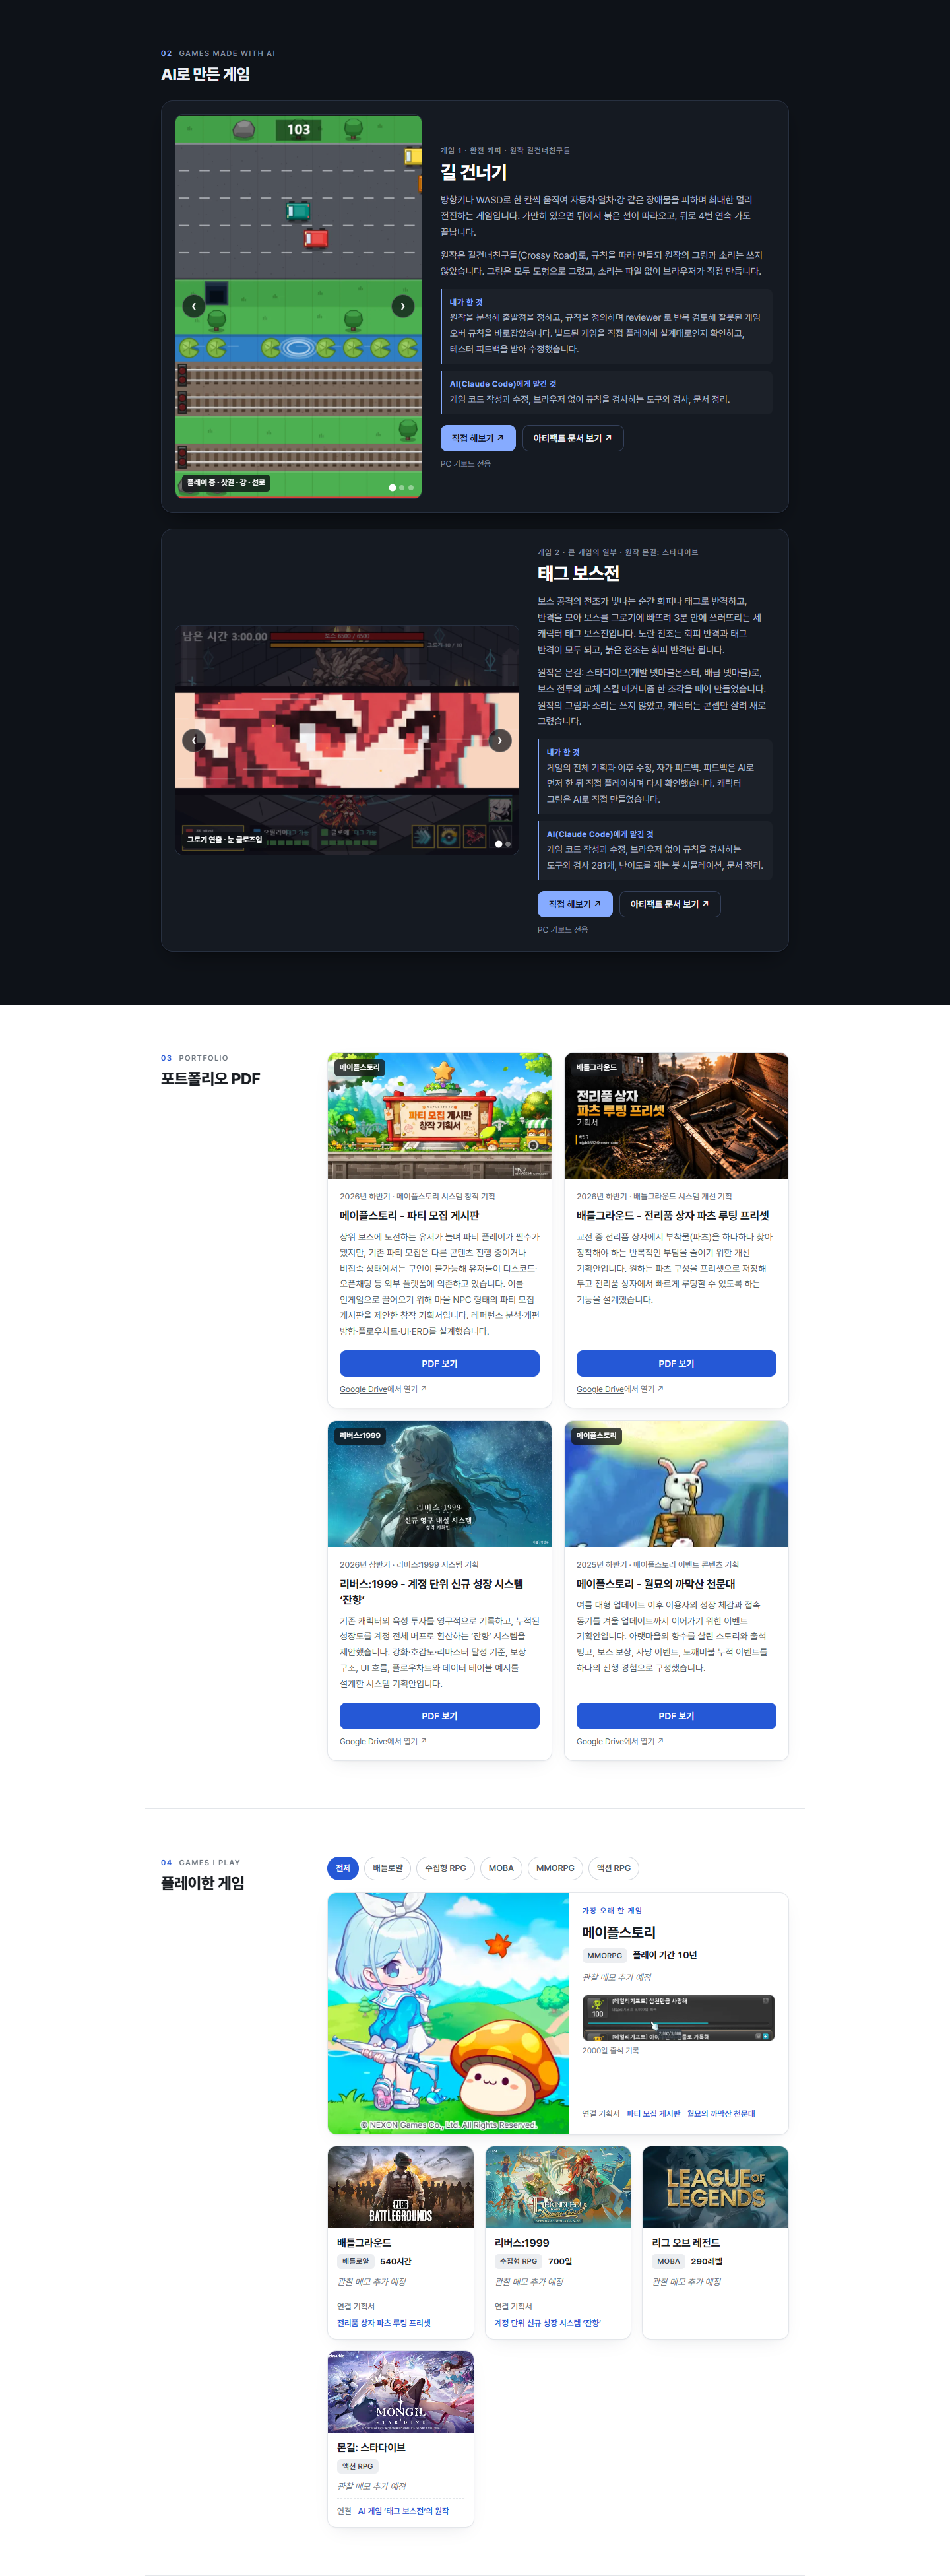 02 GAMES MADE WITH AI
AI로 만든 게임
103
플레이 중 · 찻길 · 강 · 선로
게임 1 · 완전 카피 · 원작 길건너친구들
길 건너기
방향키나 WASD로 한 칸씩 움직여 자동차·열차·강 같은 장애물을 피하며 최대한 멀리
전진하는 게임입니다. 가만히 있으면 뒤에서 붉은 선이 따라오고, 뒤로 4번 연속 가도
끝납니다.
원작은 길건너친구들(Crossy Road)로, 규칙을 따라 만들되 원작의 그림과 소리는 쓰지
않았습니다. 그림은 모두 도형으로 그렸고, 소리는 파일 없이 브라우저가 직접 만듭니다.
내가 한 것
원작을 분석해 출발점을 정하고, 규칙을 정의하며 reviewer 로 반복 검토해 잘못된 게임
오버 규칙을 바로잡았습니다. 빌드된 게임을 직접 플레이해 설계대로인지 확인하고,
테스터 피드백을 받아 수정했습니다.
AI(Claude Code)에게 맡긴 것
게임 코드 작성과 수정, 브라우저 없이 규칙을 검사하는 도구와 검사, 문서 정리.
직접 해보기 ↗
아티팩트 문서 보기 ↗
PC 키보드 전용
남은 시간 3:00.00
보스 6500 / 6500
그로기 연출 · 눈 클로즈업
게임 2 · 큰 게임의 일부 · 원작 몬길: 스타다이브
태그 보스전
보스 공격의 전조가 빛나는 순간 회피나 태그로 반격하고,
반격을 모아 보스를 그로기에 빠뜨려 3분 안에 쓰러뜨리는 세
캐릭터 태그 보스전입니다. 노란 전조는 회피 반격과 태그
반격이 모두 되고, 붉은 전조는 회피 반격만 됩니다.
원작은 몬길: 스타다이브(개발 넷마블몬스터, 배급 넷마블)로,
보스 전투의 교체 스킬 메커니즘 한 조각을 떼어 만들었습니다.
원작의 그림과 소리는 쓰지 않았고, 캐릭터는 콘셉만 살려 새로
그렸습니다.
내가 한 것
게임의 전체 기획과 이후 수정, 자가 피드백. 피드백은 AI로
먼저 한 뒤 직접 플레이하며 다시 확인했습니다. 캐릭터
그림은 AI로 직접 만들었습니다.
AI(Claude Code)에게 맡긴 것
게임 코드 작성과 수정, 브라우저 없이 규칙을 검사하는
도구와 검사 281개, 난이도를 재는 봇 시뮬레이션, 문서 정리.
직접 해보기 ↗
아티팩트 문서 보기 ↗
PC 키보드 전용
03 PORTFOLIO
포트폴리오 PDF
메이플스토리
파티 모집 게시판
창작 기획서
2026년 하반기 · 메이플스토리 시스템 창작 기획
메이플스토리 - 파티 모집 게시판
상위 보스에 도전하는 유저가 늘며 파티 플레이가 필수가
됐지만, 기존 파티 모집은 다른 콘텐츠 진행 중이거나
비접속 상태에서는 구인이 불가능해 유저들이 디스코드·
오픈채팅 등 외부 플랫폼에 의존하고 있습니다. 이를
인게임으로 끌어오기 위해 마을 NPC 형태의 파티 모집
게시판을 제안한 창작 기획서입니다. 레퍼런스 분석·개편
방향·플로우차트·UI·ERD를 설계했습니다.
PDF 보기
Google Drive에서 열기 ↗
배틀그라운드
전리품 상자
파츠 루팅 프리셋
기획서
2026년 하반기 · 배틀그라운드 시스템 개선 기획
배틀그라운드 - 전리품 상자 파츠 루팅 프리셋
교전 중 전리품 상자에서 부착물(파츠)을 하나하나 찾아
장착해야 하는 반복적인 부담을 줄이기 위한 개선
기획안입니다. 원하는 파츠 구성을 프리셋으로 저장해
두고 전리품 상자에서 빠르게 루팅할 수 있도록 하는
기능을 설계했습니다.
PDF 보기
Google Drive에서 열기 ↗
리버스:1999
리버스:1999
신규 영구 내실 시스템
2026년 상반기 · 리버스:1999 시스템 기획
리버스:1999 - 계정 단위 신규 성장 시스템
‘잔향’
기존 캐릭터의 육성 투자를 영구적으로 기록하고, 누적된
성장도를 계정 전체 버프로 환산하는 ‘잔향’ 시스템을
제안했습니다. 강화·호감도·리마스터 달성 기준, 보상
구조, UI 흐름, 플로우차트와 데이터 테이블 예시를
설계한 시스템 기획안입니다.
PDF 보기
Google Drive에서 열기 ↗
메이플스토리
2025년 하반기 · 메이플스토리 이벤트 콘텐츠 기획
메이플스토리 - 월묘의 까막산 천문대
여름 대형 업데이트 이후 이용자의 성장 체감과 접속
동기를 겨울 업데이트까지 이어가기 위한 이벤트
기획안입니다. 아랫마을의 향수를 살린 스토리와 출석
빙고, 보스 보상, 사냥 이벤트, 도깨비불 누적 이벤트를
하나의 진행 경험으로 구성했습니다.
PDF 보기
Google Drive에서 열기 ↗
04 GAMES I PLAY
플레이한 게임
전체
배틀로얄
수집형 RPG
MOBA
MMORPG
액션 RPG
© NEXON Games Co., Ltd. All Rights Reserved.
가장 오래 한 게임
메이플스토리
MMORPG 플레이 기간 10년
관찰 메모 추가 예정
[데일리기프트] 삼천만큼 사랑해
100
2000일 출석 기록
연결 기획서 파티 모집 게시판 월묘의 까막산 천문대
PUBG
BATTLEGROUNDS
배틀그라운드
배틀로얄 540시간
관찰 메모 추가 예정
연결 기획서
전리품 상자 파츠 루팅 프리셋
리버스:1999
수집형 RPG 700일
관찰 메모 추가 예정
연결 기획서
계정 단위 신규 성장 시스템 ‘잔향’
LEAGUE OF
LEGENDS
리그 오브 레전드
MOBA 290레벨
관찰 메모 추가 예정
MONGIL
STAR DIVE
몬길: 스타다이브
액션 RPG
관찰 메모 추가 예정
연결 AI 게임 ‘태그 보스전’의 원작